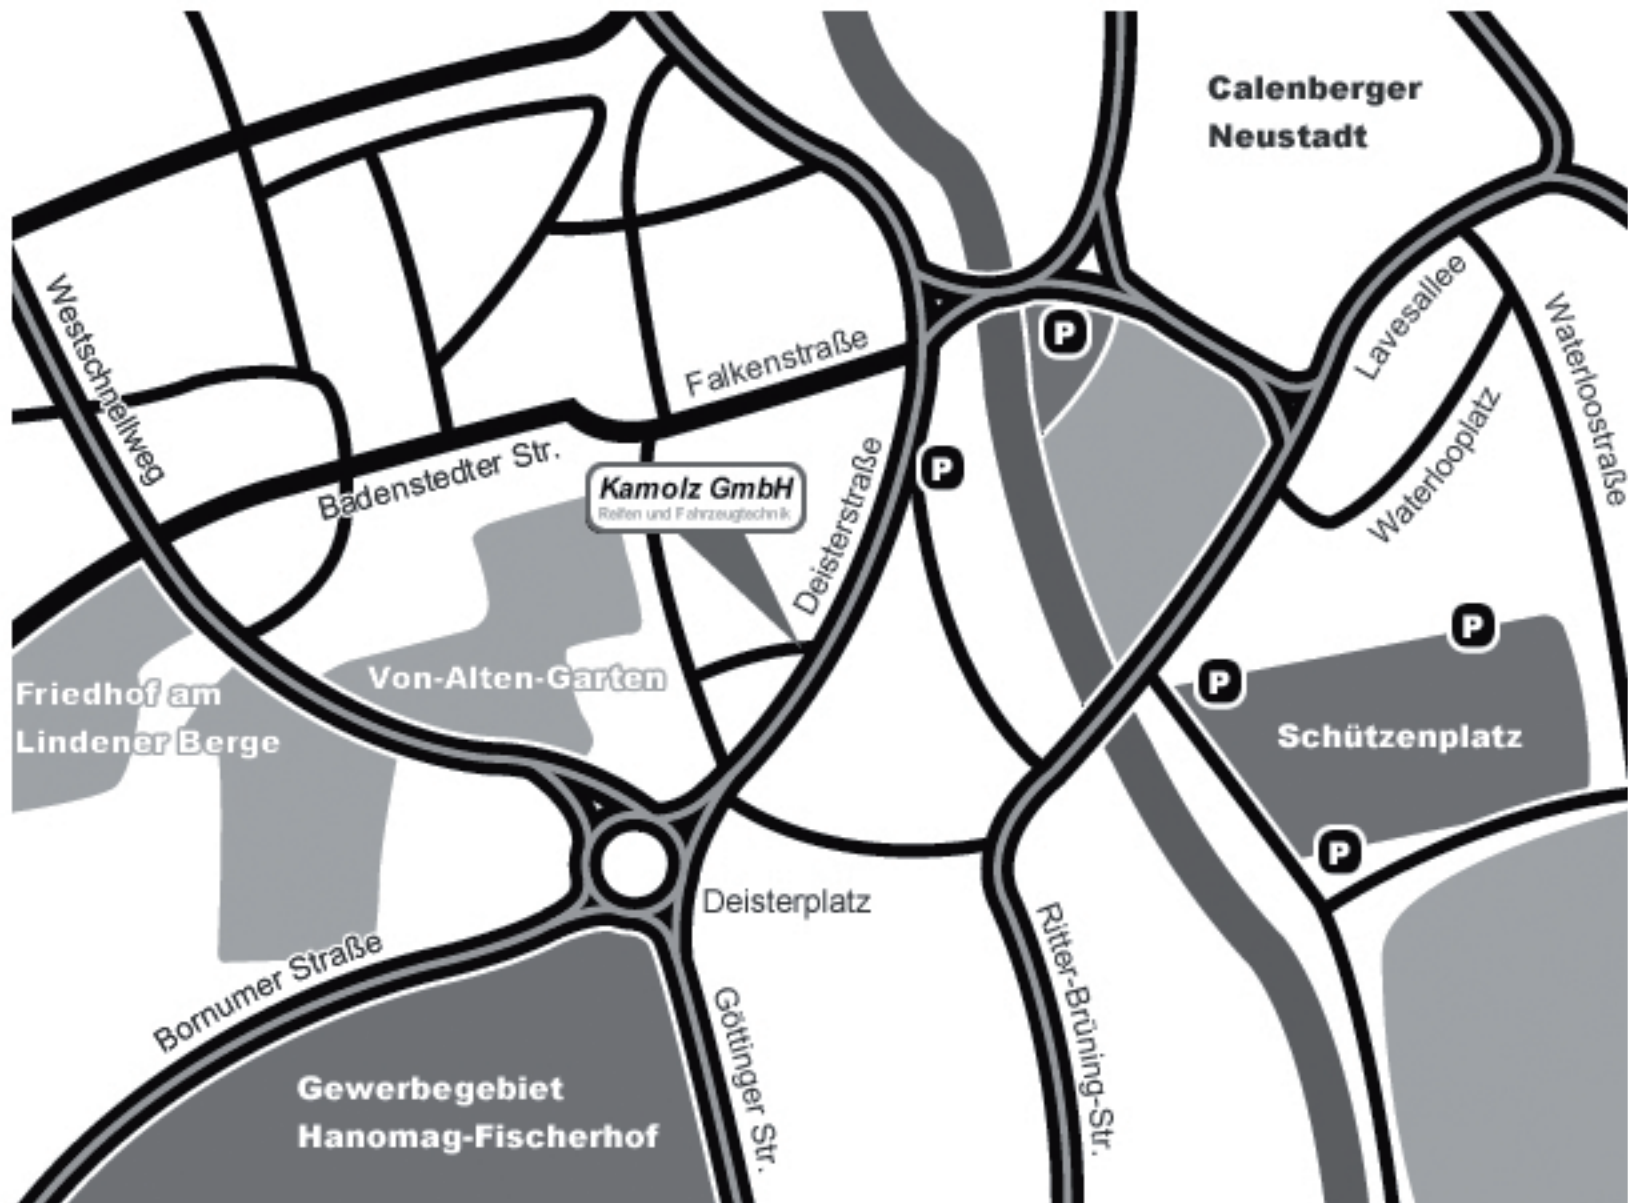 Calenberger
Neustadt
P
Lavesallee
Westschnellweg
Waterloostraße
Falkenstraße
Waterlooplatz
Badenstedter Str.
P
Kamolz GmbH
Reifen und Fahrzeugtechnik
Deisterstraße
P
P
Von-Alten-Garten
Friedhof am
Lindener Berge
Schützenplatz
P
Deisterplatz
Bornumer Straße
Ritter-Brüning-Str.
Göttinger Str.
Gewerbegebiet
Hanomag-Fischerhof